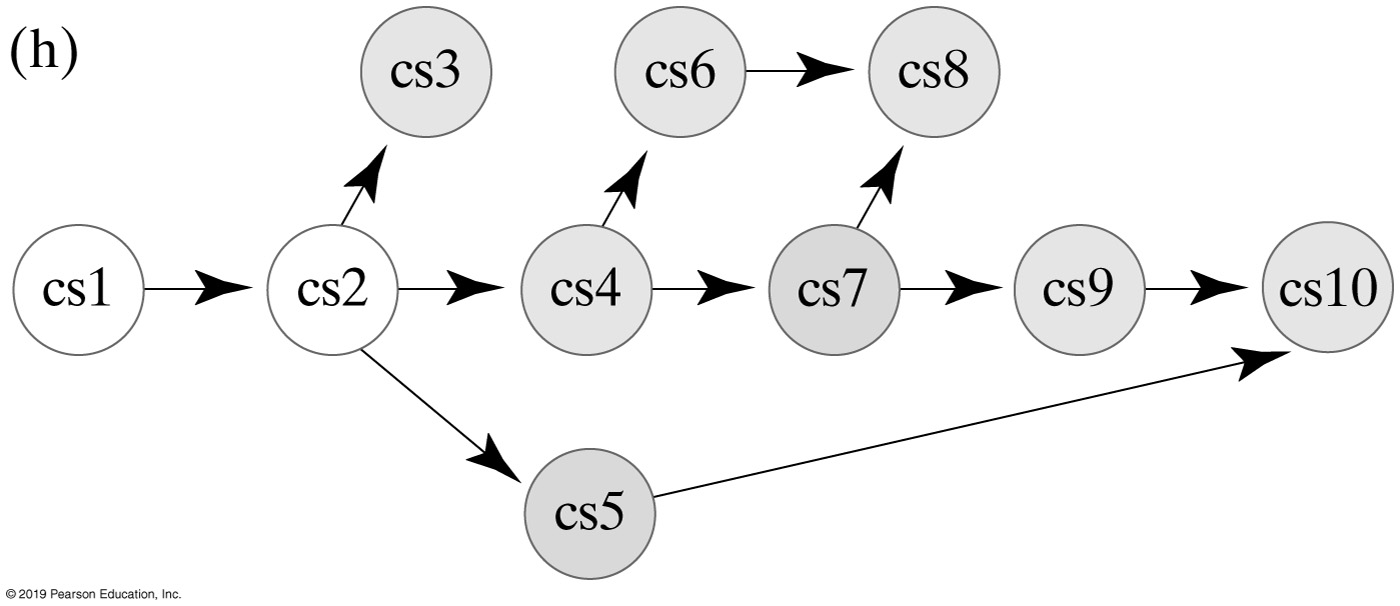 (h)
cs3
cs6
cs8
cs1
cs2
cs4
cs7
cs9
cs10
cs5
© 2019 Pearson Education, Inc.